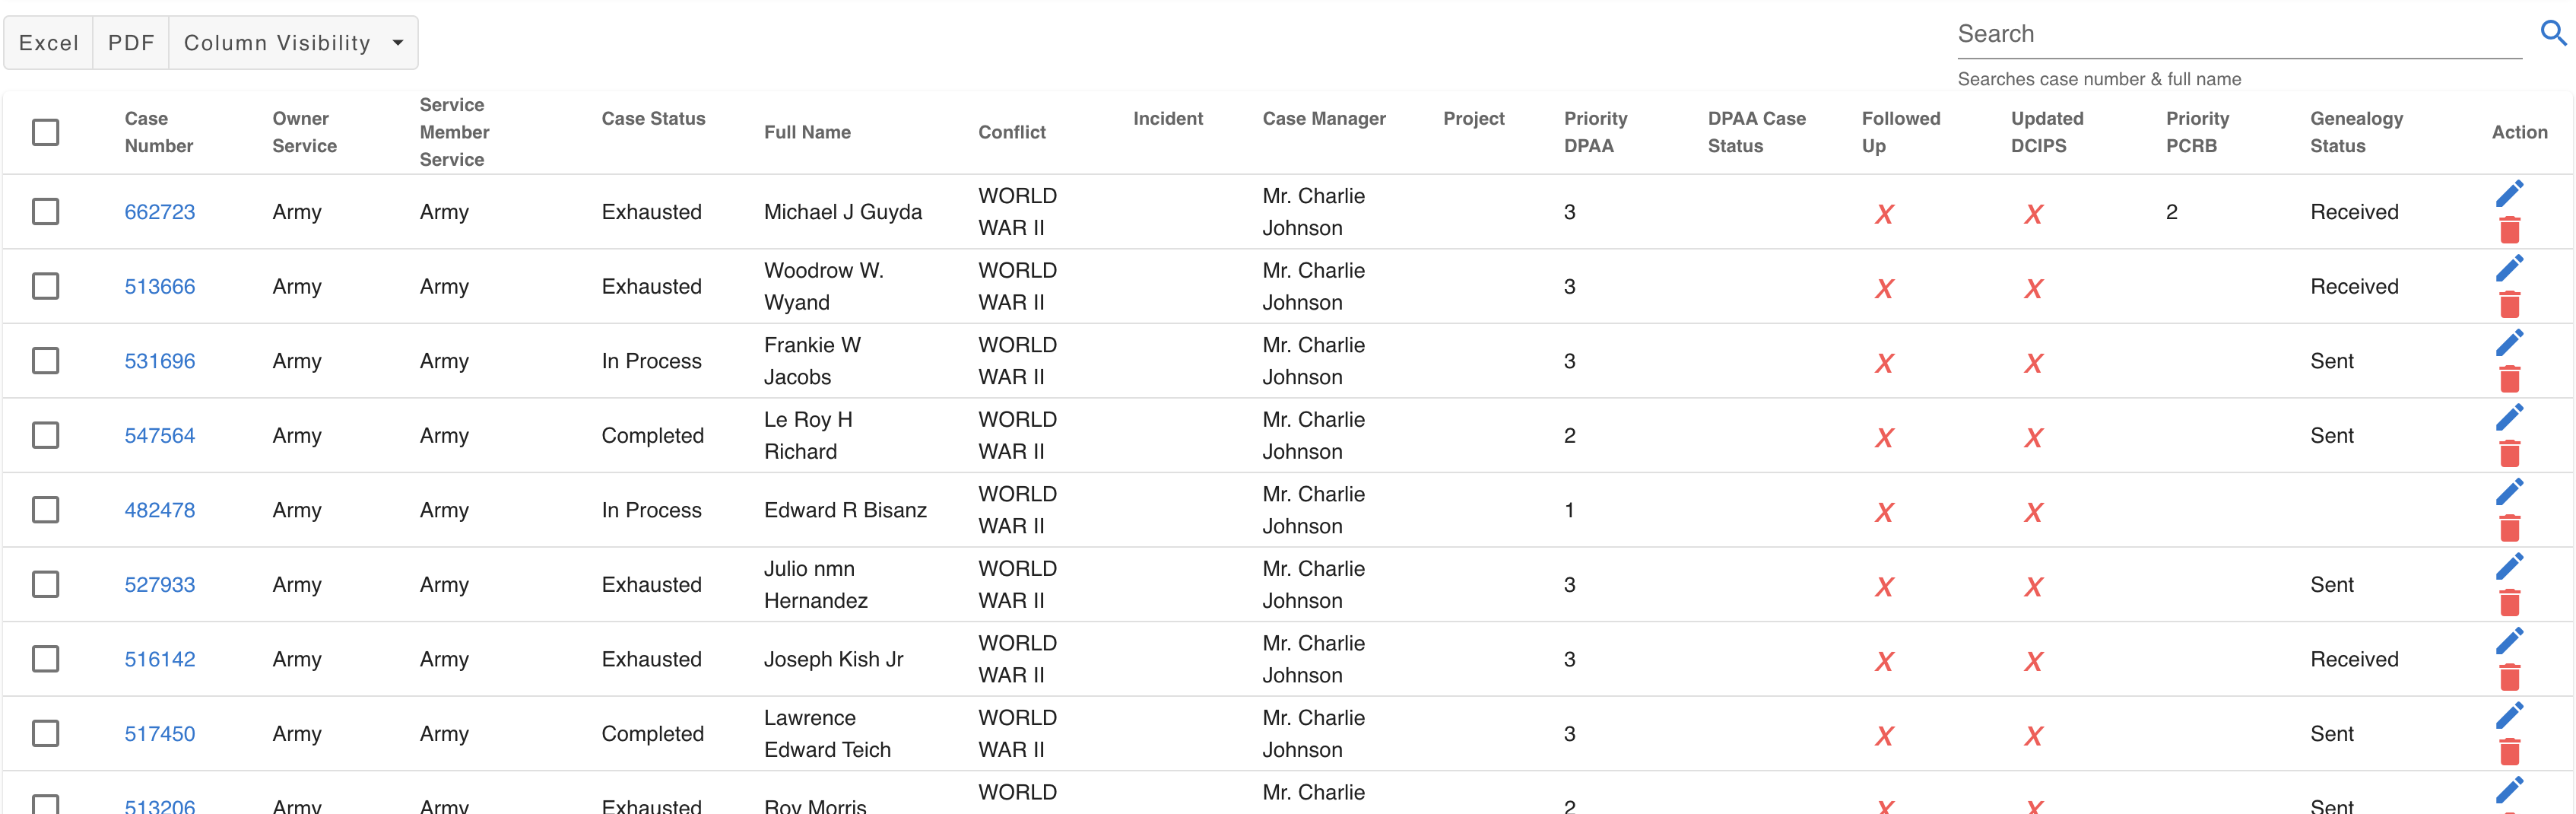 Excel PDF Column Visibility
Search
Searches case number & full name
Case Number Owner Service Service Member Service Case Status Full Name Conflict Incident Case Manager Project Priority DPAA DPAA Case Status Followed Up Updated DCIPS Priority PCRB Genealogy Status Action
662723 Army Army Exhausted Michael J Guyda WORLD WAR II Mr. Charlie Johnson 3 X X 2 Received
513666 Army Army Exhausted Woodrow W. Wyand WORLD WAR II Mr. Charlie Johnson 3 X X Received
531696 Army Army In Process Frankie W Jacobs WORLD WAR II Mr. Charlie Johnson 3 X X Sent
547564 Army Army Completed Le Roy H Richard WORLD WAR II Mr. Charlie Johnson 2 X X Sent
482478 Army Army In Process Edward R Bisanz WORLD WAR II Mr. Charlie Johnson 1 X X
527933 Army Army Exhausted Julio nmn Hernandez WORLD WAR II Mr. Charlie Johnson 3 X X Sent
516142 Army Army Exhausted Joseph Kish Jr WORLD WAR II Mr. Charlie Johnson 3 X X Received
517450 Army Army Completed Lawrence Edward Teich WORLD WAR II Mr. Charlie Johnson 3 X X Sent
513206 Army Army Exhausted Roy Morris WORLD Mr. Charlie 2 X X Sent